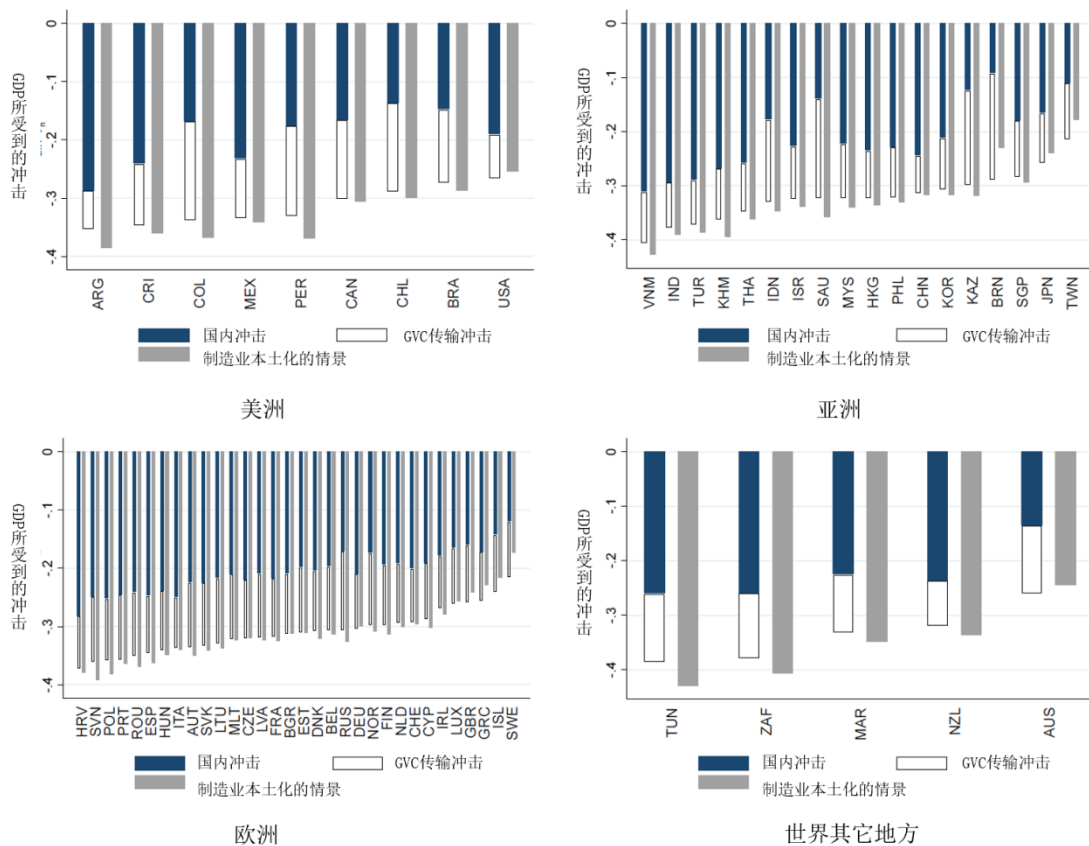 GDP所受到的冲击
0
-.1
-.2
-.3
-.4
ARG CRI COL MEX PER CAN CHL BRA USA
国内冲击 GVC传输冲击
制造业本土化的情景
美洲
GDP所受到的冲击
0
-.1
-.2
-.3
-.4
VNM IND TUR KHM THA IDN ISR SAU MYS HKG PHL CHN KOR KAZ BRN SGP JPN TWN
国内冲击 GVC传输冲击
制造业本土化的情景
亚洲
GDP所受到的冲击
0
-.1
-.2
-.3
-.4
HRV SVN POL PRT ROU ESP HUN ITA AUT SVK LTU MLT CZE LVA FRA BGR EST DNK BEL RUS DEU NOR FIN NLD CHE CYP IRL LUX GBR GRC ISL SWE
国内冲击 GVC传输冲击
制造业本土化的情景
欧洲
GDP所受到的冲击
0
-.1
-.2
-.3
-.4
TUN ZAF MAR NZL AUS
国内冲击 GVC传输冲击
制造业本土化的情景
世界其它地方